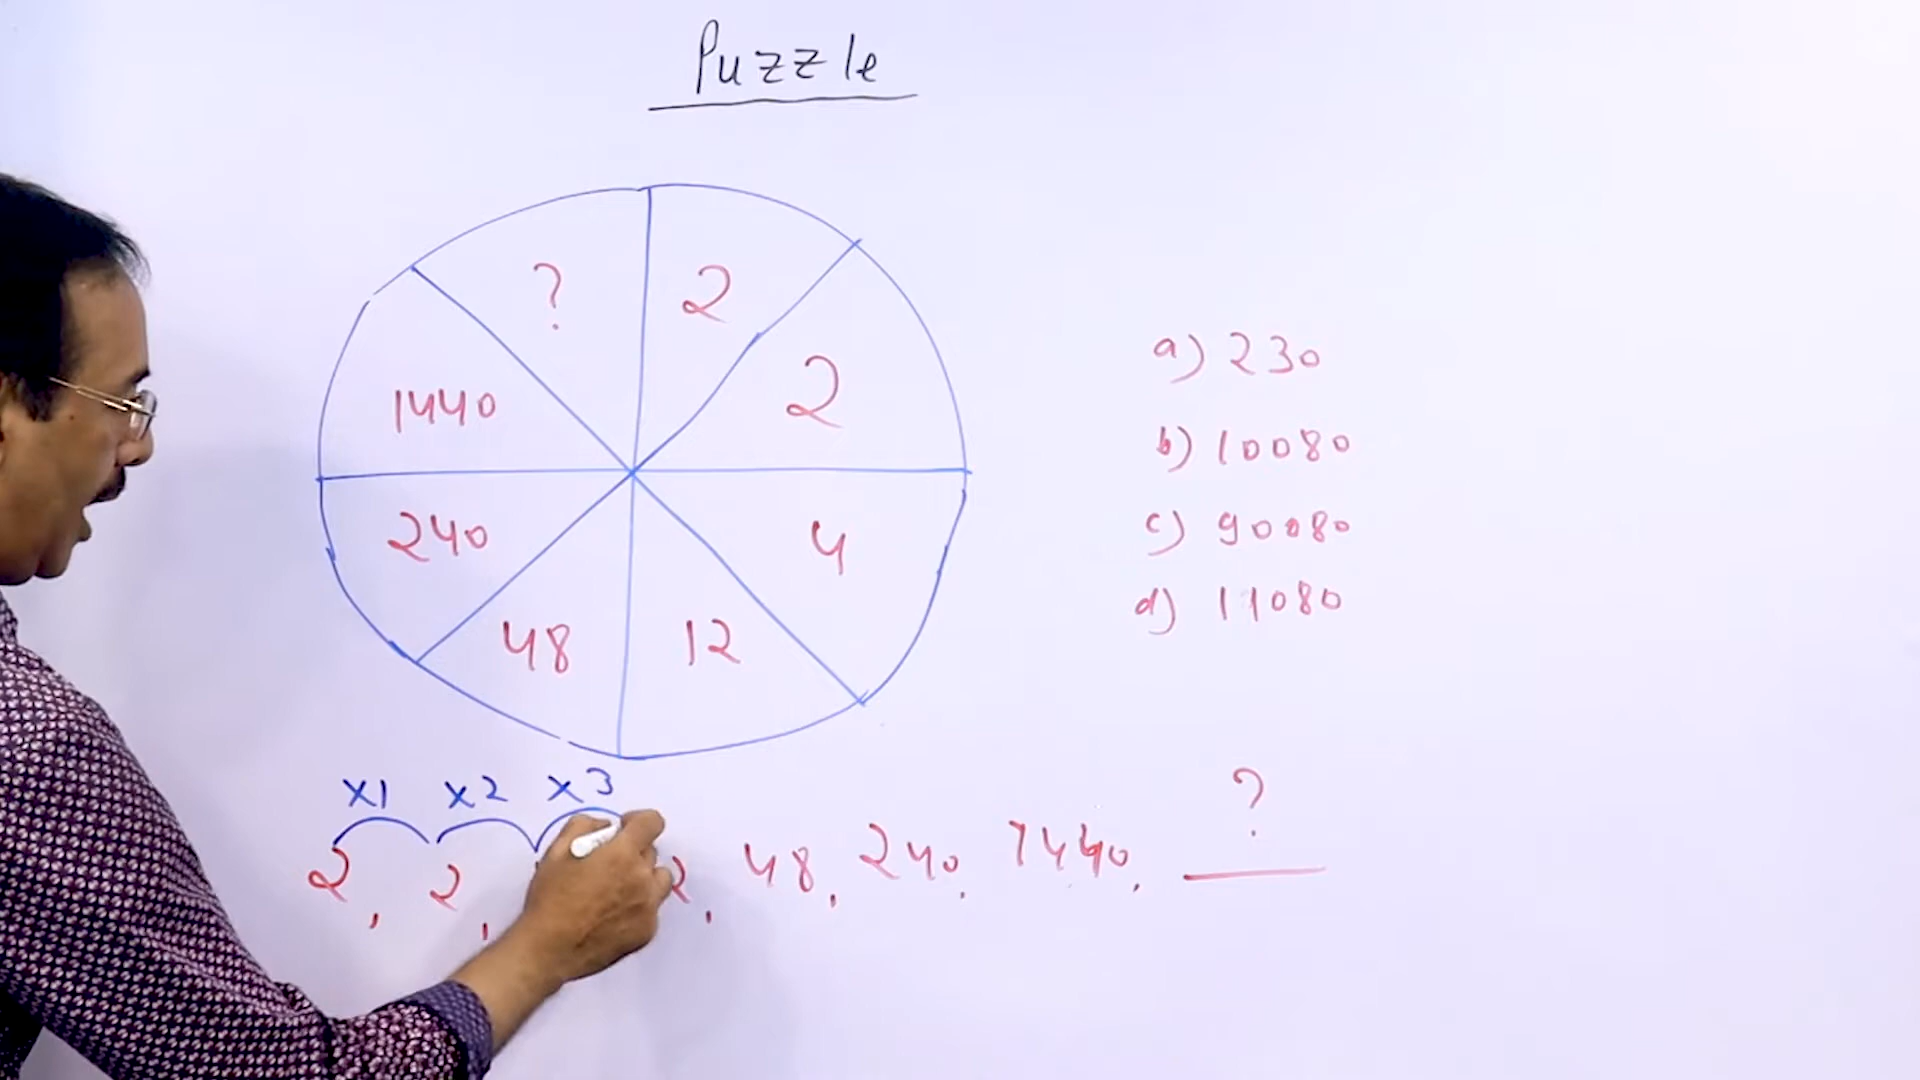 Puzzle
? 2
1440 2
240 4
48 12
a) 230
b) 10080
c) 90080
d) 11080
x1 x2 x3
2, 2, 2, 48, 240, 1440, ?